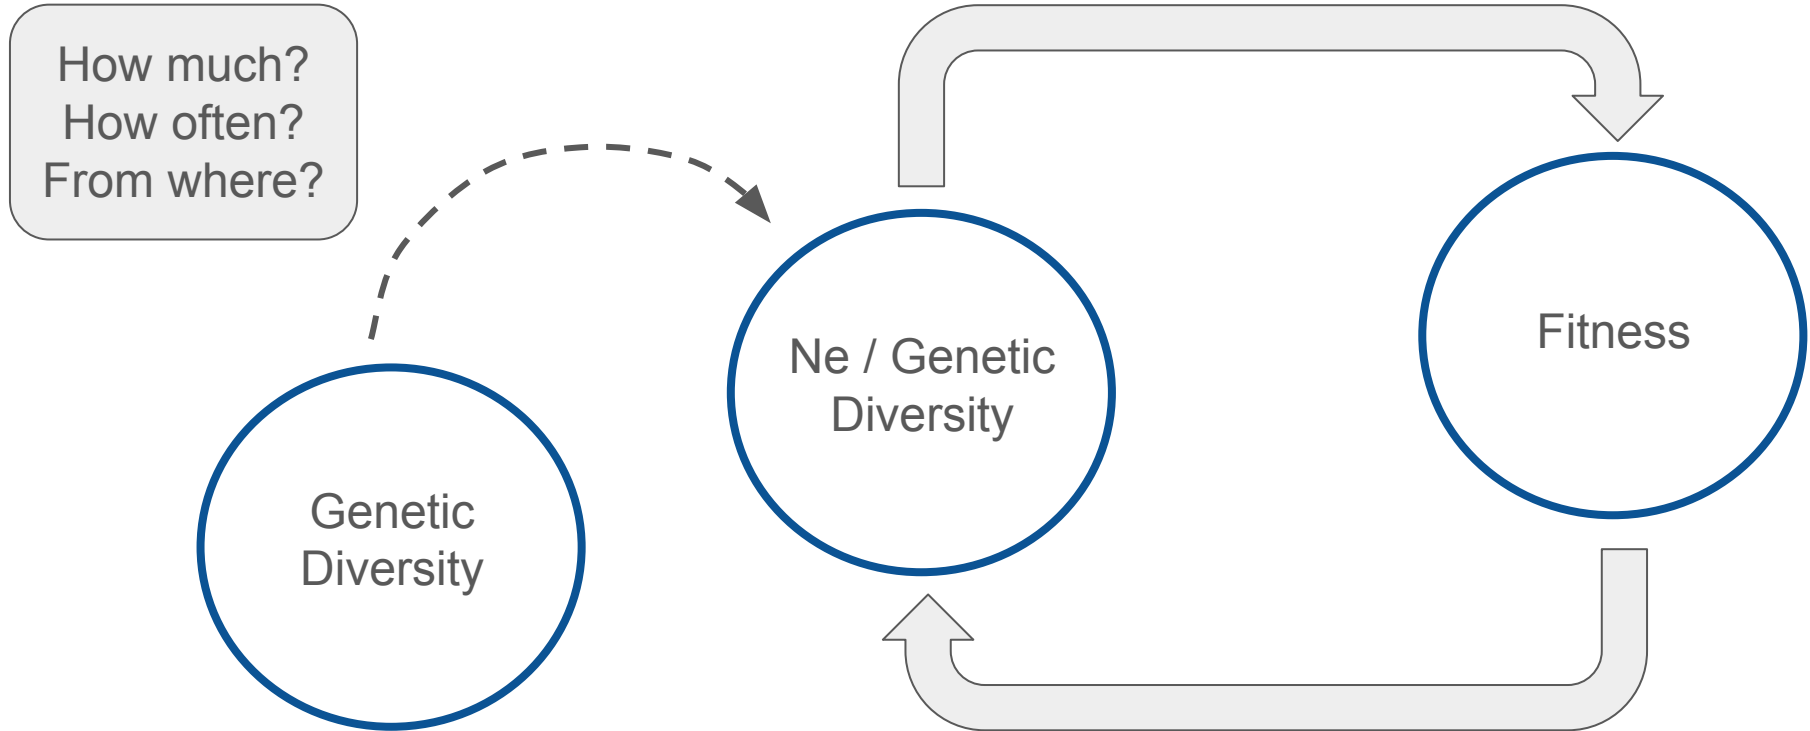 How much?
How often?
From where?
Ne / Genetic
Diversity
Fitness
Genetic
Diversity